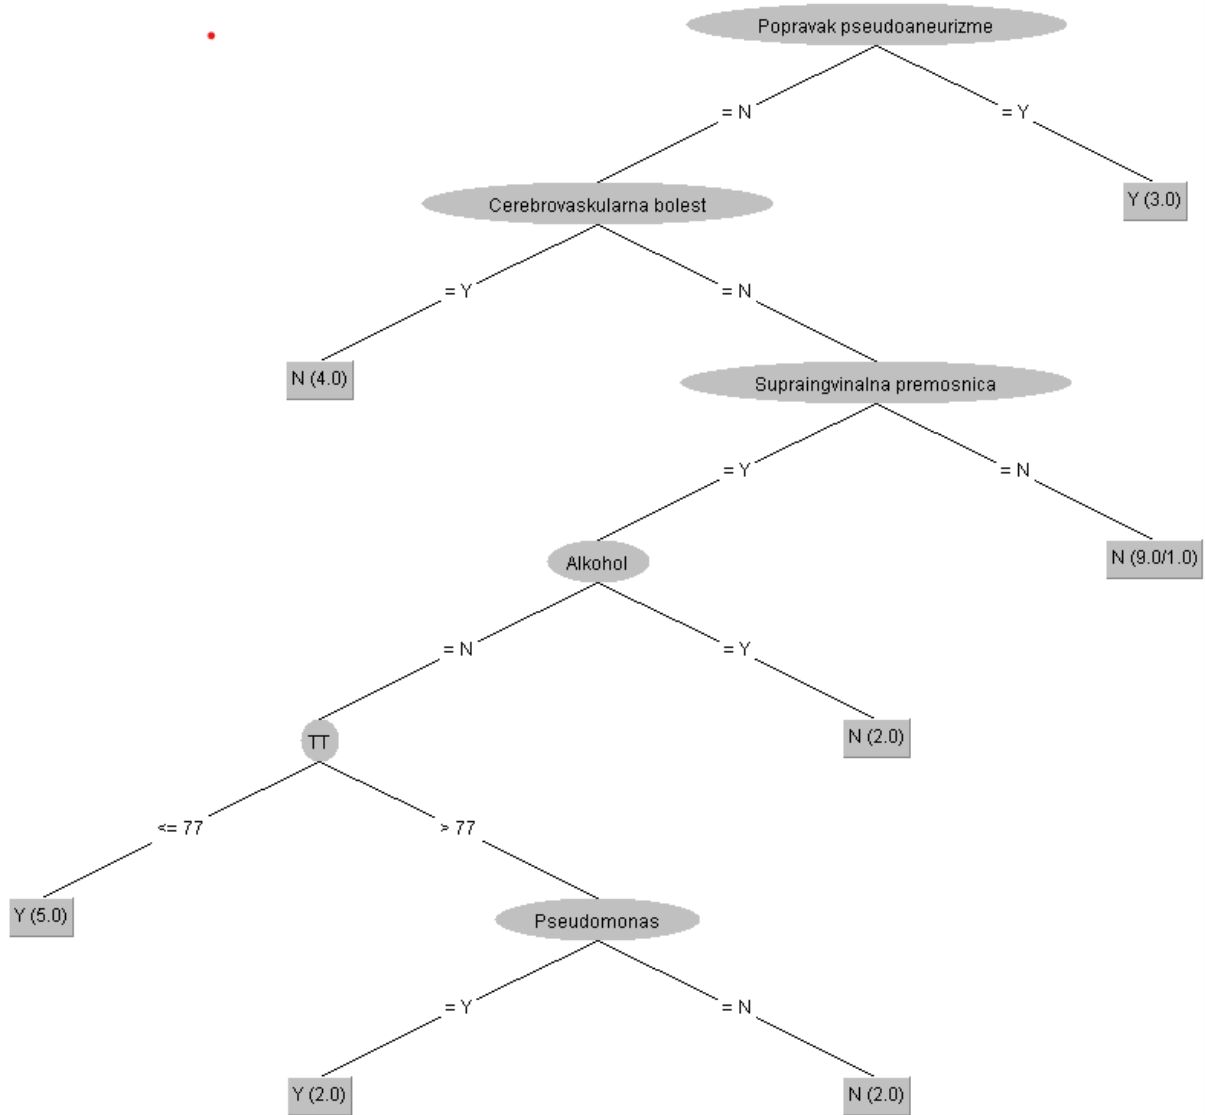 Popravak pseudoaneurizme
= N
= Y
Cerebrovaskularna bolest
Y (3.0)
= Y
= N
N (4.0)
Supraingvinalna premosnica
= Y
= N
Alkohol
N (9.0/1.0)
= N
= Y
TT
N (2.0)
<= 77
> 77
Y (5.0)
Pseudomonas
= Y
= N
Y (2.0)
N (2.0)